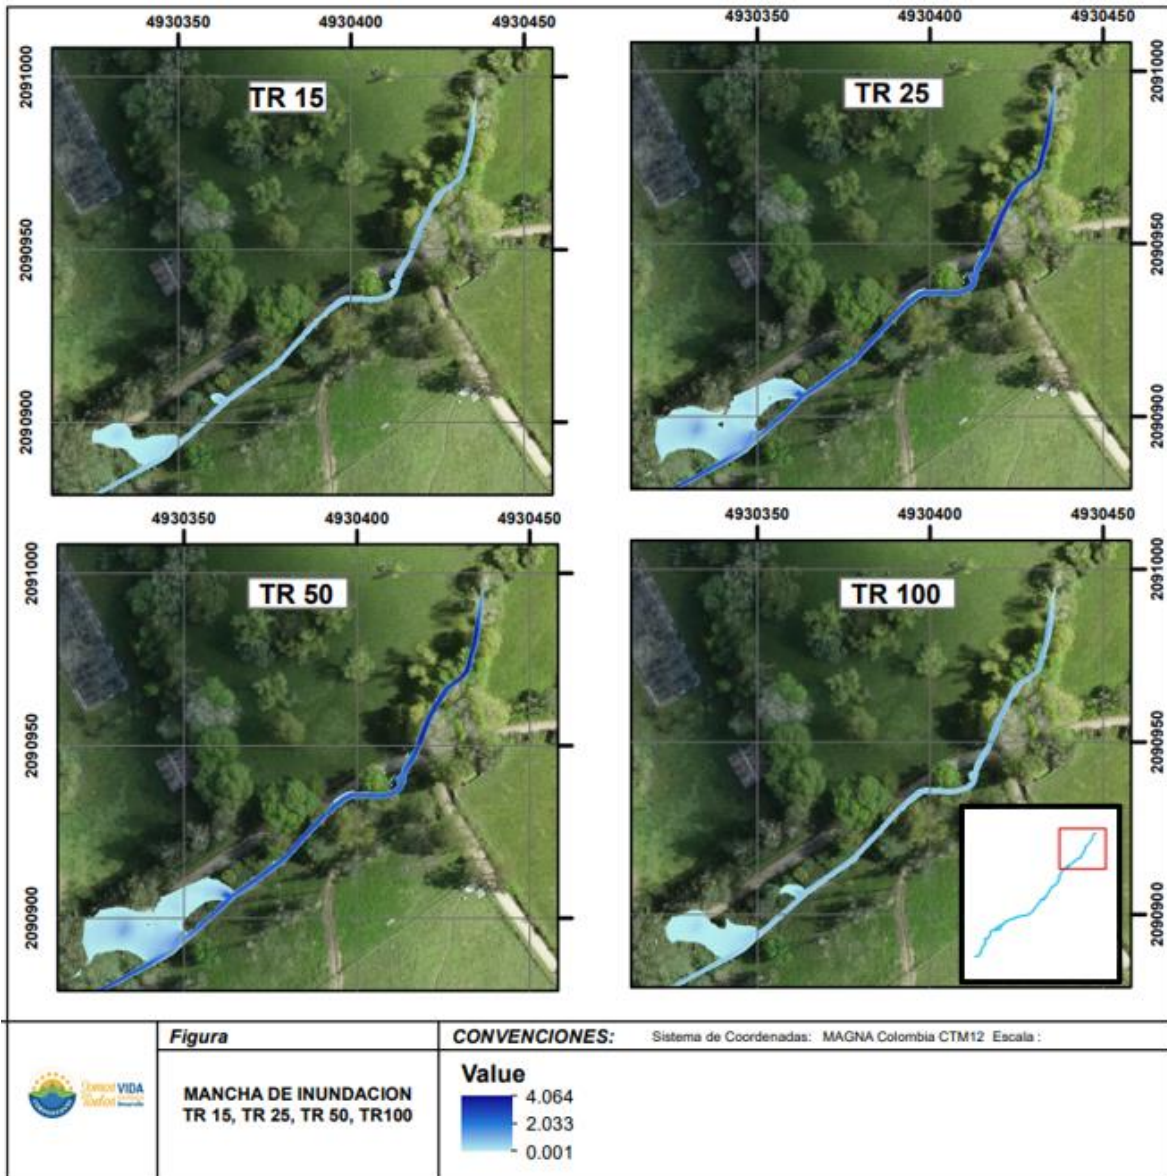 4930350 4930400 4930450
4930350 4930400 4930450
2091000
2090950
2090900
TR 15
TR 25
2091000
2090950
2090900
4930350 4930400 4930450
4930350 4930400 4930450
2091000
2090950
2090900
TR 50
TR 100
2091000
2090950
2090900
Figura
MANCHA DE INUNDACION
TR 15, TR 25, TR 50, TR100
CONVENCIONES:
Sistema de Coordenadas: MAGNA Colombia CTM12 Escala :
Value
4.064
2.033
0.001
VIDA